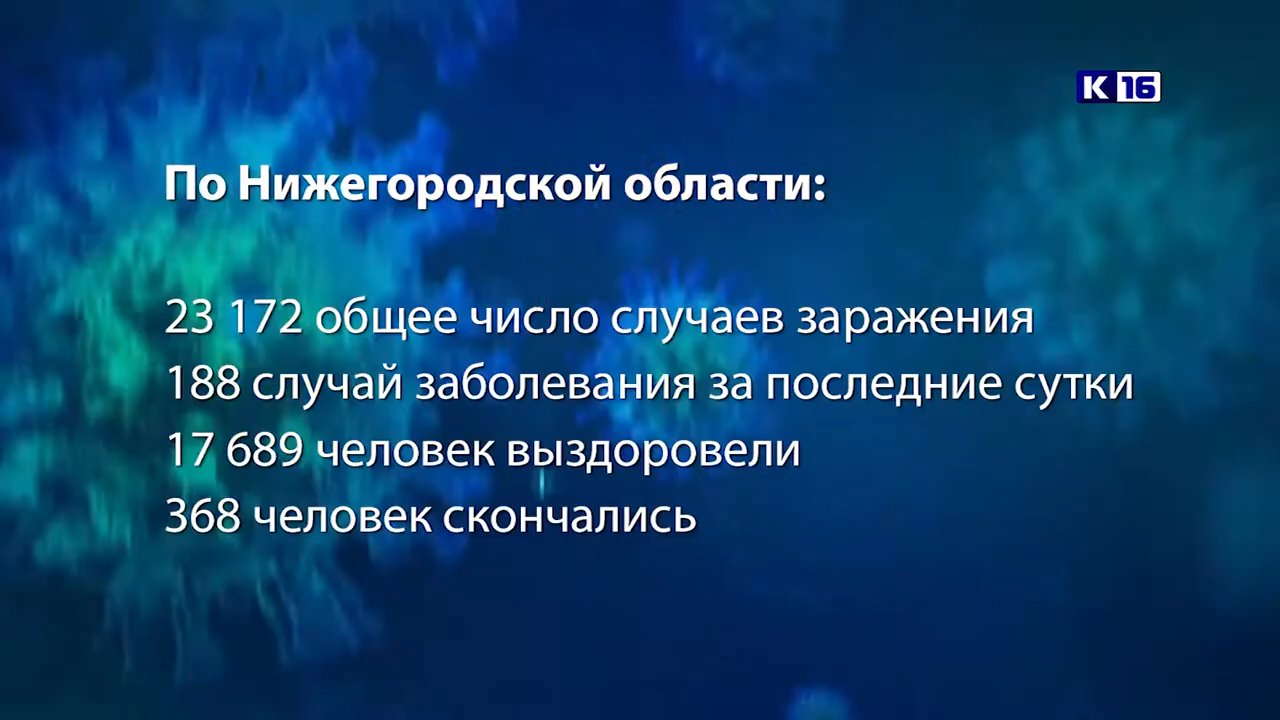 К 16
По Нижегородской области:
23 172 общее число случаев заражения
188 случай заболевания за последние сутки
17 689 человек выздоровели
368 человек скончались